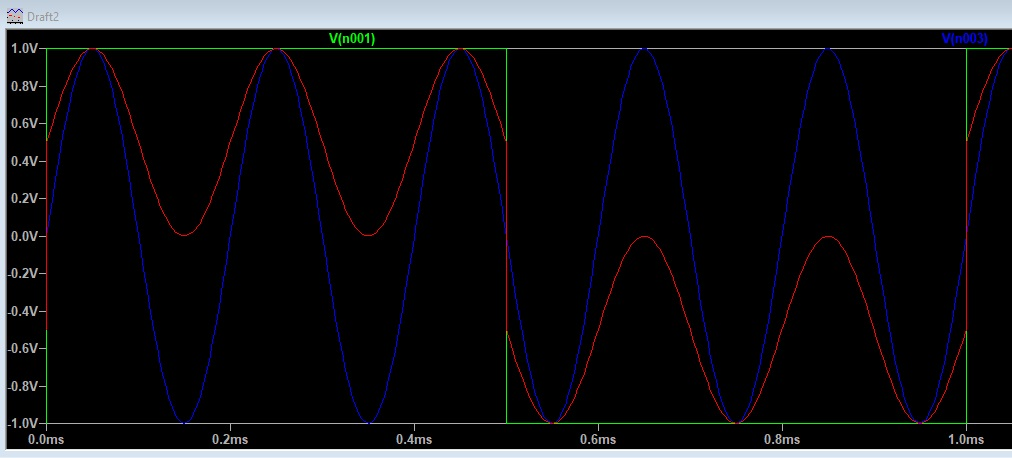 Draft2
V(n001) V(n003)
1.0V
0.8V
0.6V
0.4V
0.2V
0.0V
-0.2V
-0.4V
-0.6V
-0.8V
-1.0V
0.0ms 0.2ms 0.4ms 0.6ms 0.8ms 1.0ms